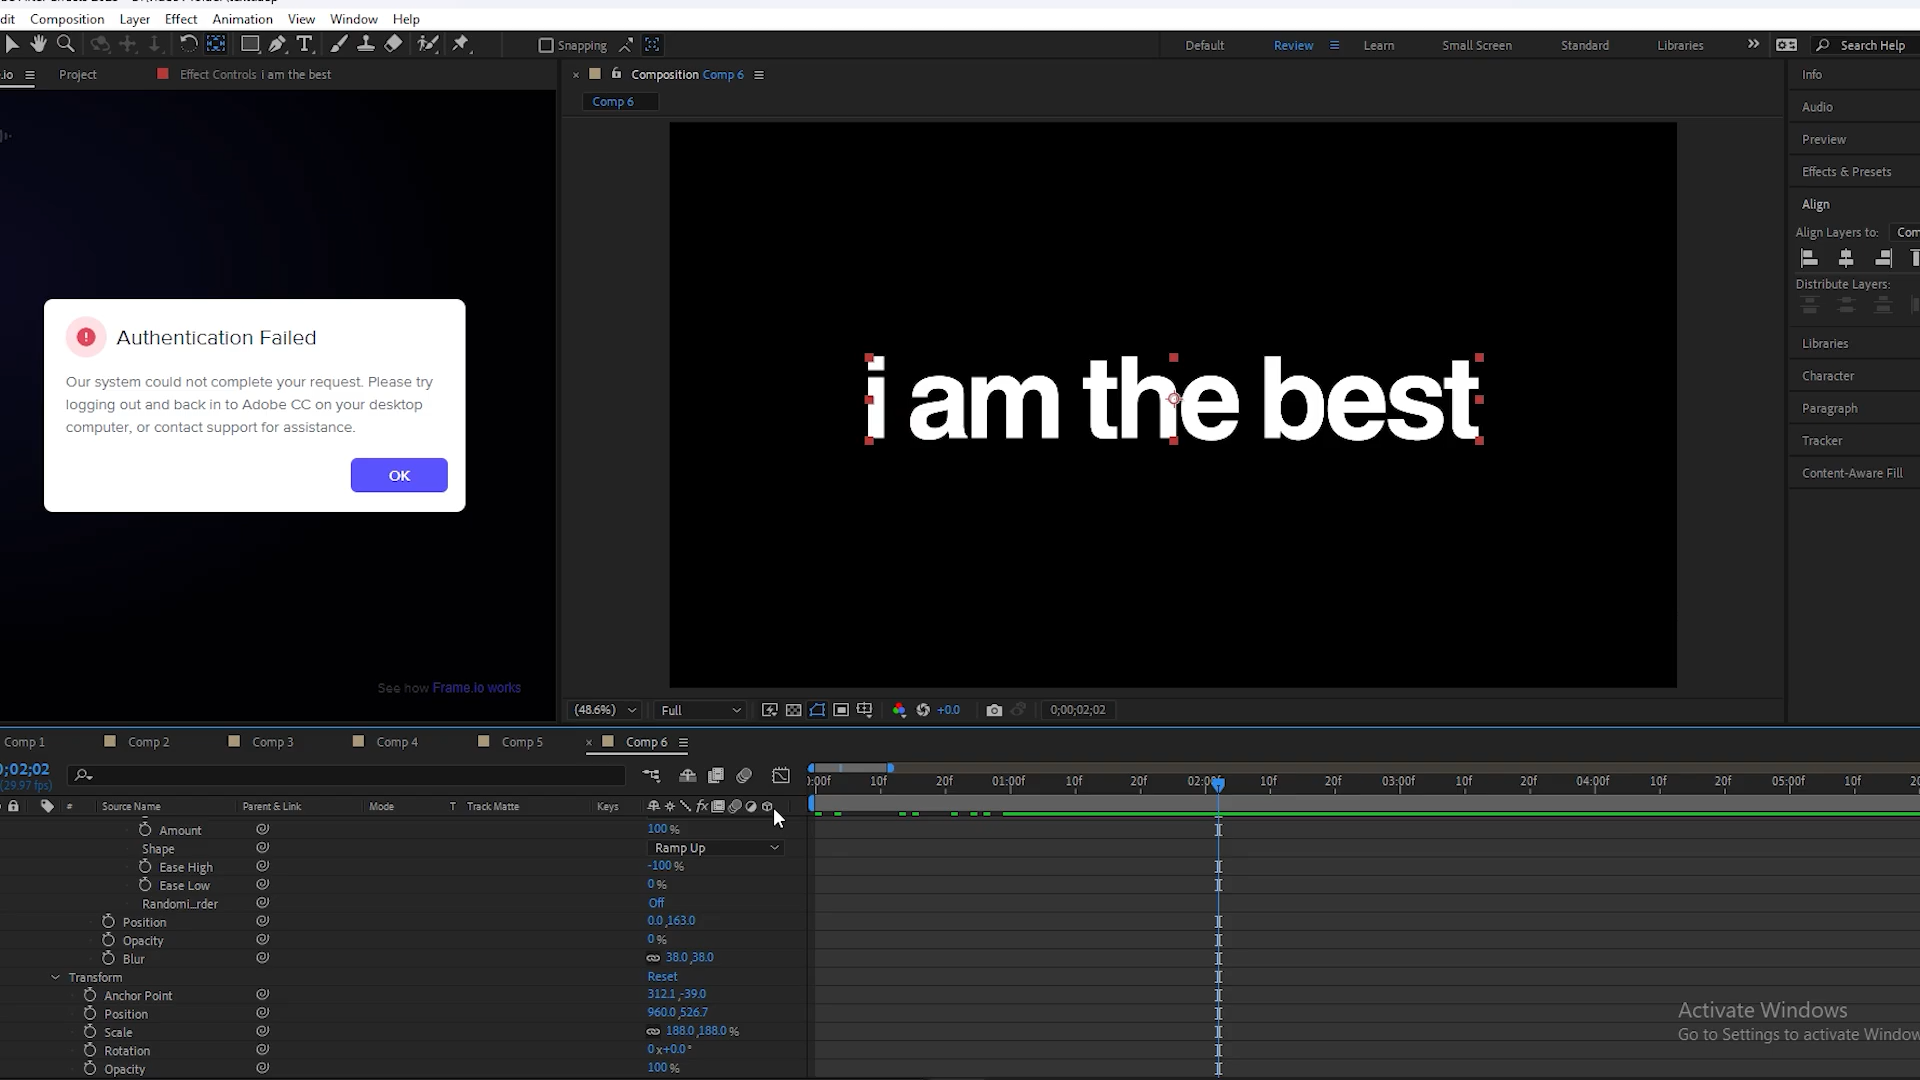 dit Composition Layer Effect Animation View Window Help
Snapping Default Review Learn Small Screen Standard Libraries Search Help
.io Project Effect Controls i am the best
Composition Comp 6
Comp 6
Info
Audio
Preview
Effects & Presets
Align
Align Layers to: Com
Distribute Layers:
Libraries
Character
Paragraph
Tracker
Content-Aware Fill
Authentication Failed
Our system could not complete your request. Please try
logging out and back in to Adobe CC on your desktop
computer, or contact support for assistance.
OK
See how Frame.io works
i am the best
(48.6%) Full +0.0 0;00;02;02
Comp 1 Comp 2 Comp 3 Comp 4 Comp 5 Comp 6
0;02;02
(29.97 fps)
):00f 10f 20f 01:00f 10f 20f 02:00f 10f 20f 03:00f 10f 20f 04:00f 10f 20f 05:00f 10f 20
# Source Name Parent & Link Mode T Track Matte Keys fx
Amount 100 %
Shape Ramp Up
Ease High -100 %
Ease Low 0 %
Randomi...rder Off
Position 0.0,163.0
Opacity 0 %
Blur 38.0,38.0
Transform Reset
Anchor Point 312.1,-39.0
Position 960.0,526.7
Scale 188.0,188.0 %
Rotation 0x+0.0°
Opacity 100 %
Activate Windows
Go to Settings to activate Window